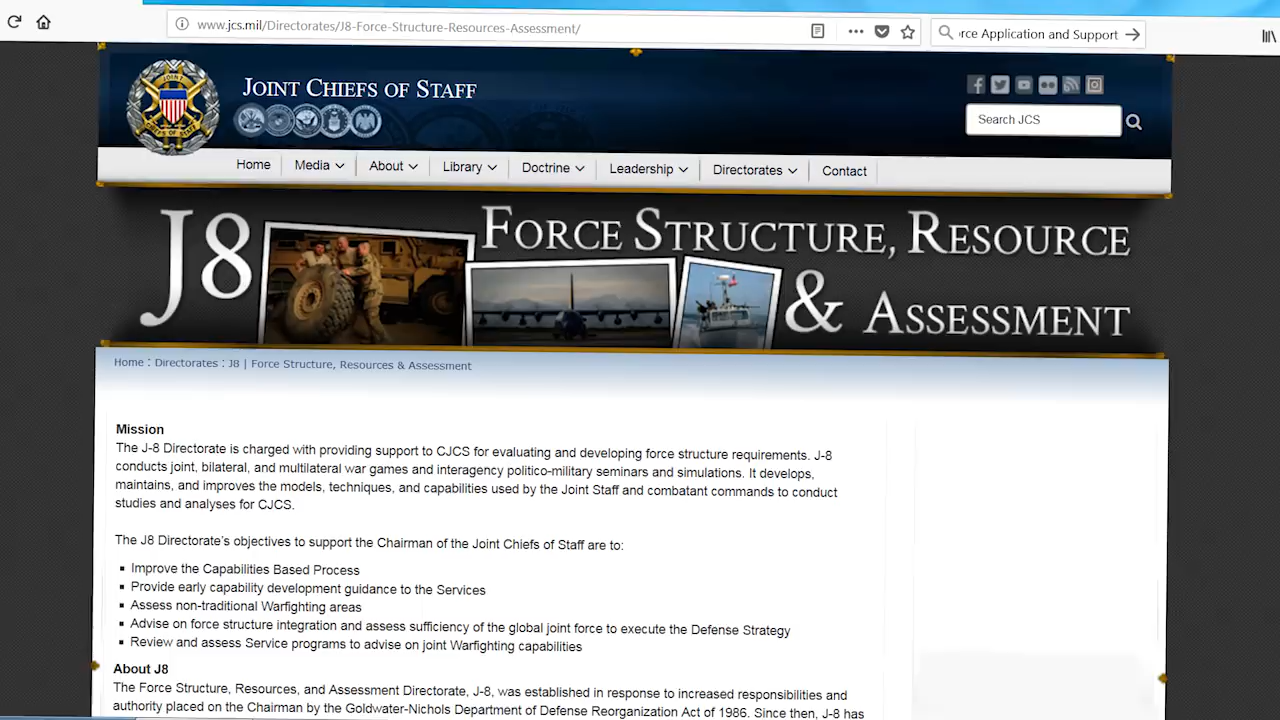 www.jcs.mil/Directorates/J8-Force-Structure-Resources-Assessment/
rce Application and Support
JOINT CHIEFS OF STAFF
JOINT
CHIEFS OF STAFF
Search JCS
Home Media About Library Doctrine Leadership Directorates Contact
J8 FORCE STRUCTURE, RESOURCE
& ASSESSMENT
Home : Directorates : J8 | Force Structure, Resources & Assessment
Mission
The J-8 Directorate is charged with providing support to CJCS for evaluating and developing force structure requirements. J-8
conducts joint, bilateral, and multilateral war games and interagency politico-military seminars and simulations. It develops,
maintains, and improves the models, techniques, and capabilities used by the Joint Staff and combatant commands to conduct
studies and analyses for CJCS.
The J8 Directorate's objectives to support the Chairman of the Joint Chiefs of Staff are to:
Improve the Capabilities Based Process
Provide early capability development guidance to the Services
Assess non-traditional Warfighting areas
Advise on force structure integration and assess sufficiency of the global joint force to execute the Defense Strategy
Review and assess Service programs to advise on joint Warfighting capabilities
About J8
The Force Structure, Resources, and Assessment Directorate, J-8, was established in response to increased responsibilities and
authority placed on the Chairman by the Goldwater-Nichols Department of Defense Reorganization Act of 1986. Since then, J-8 has